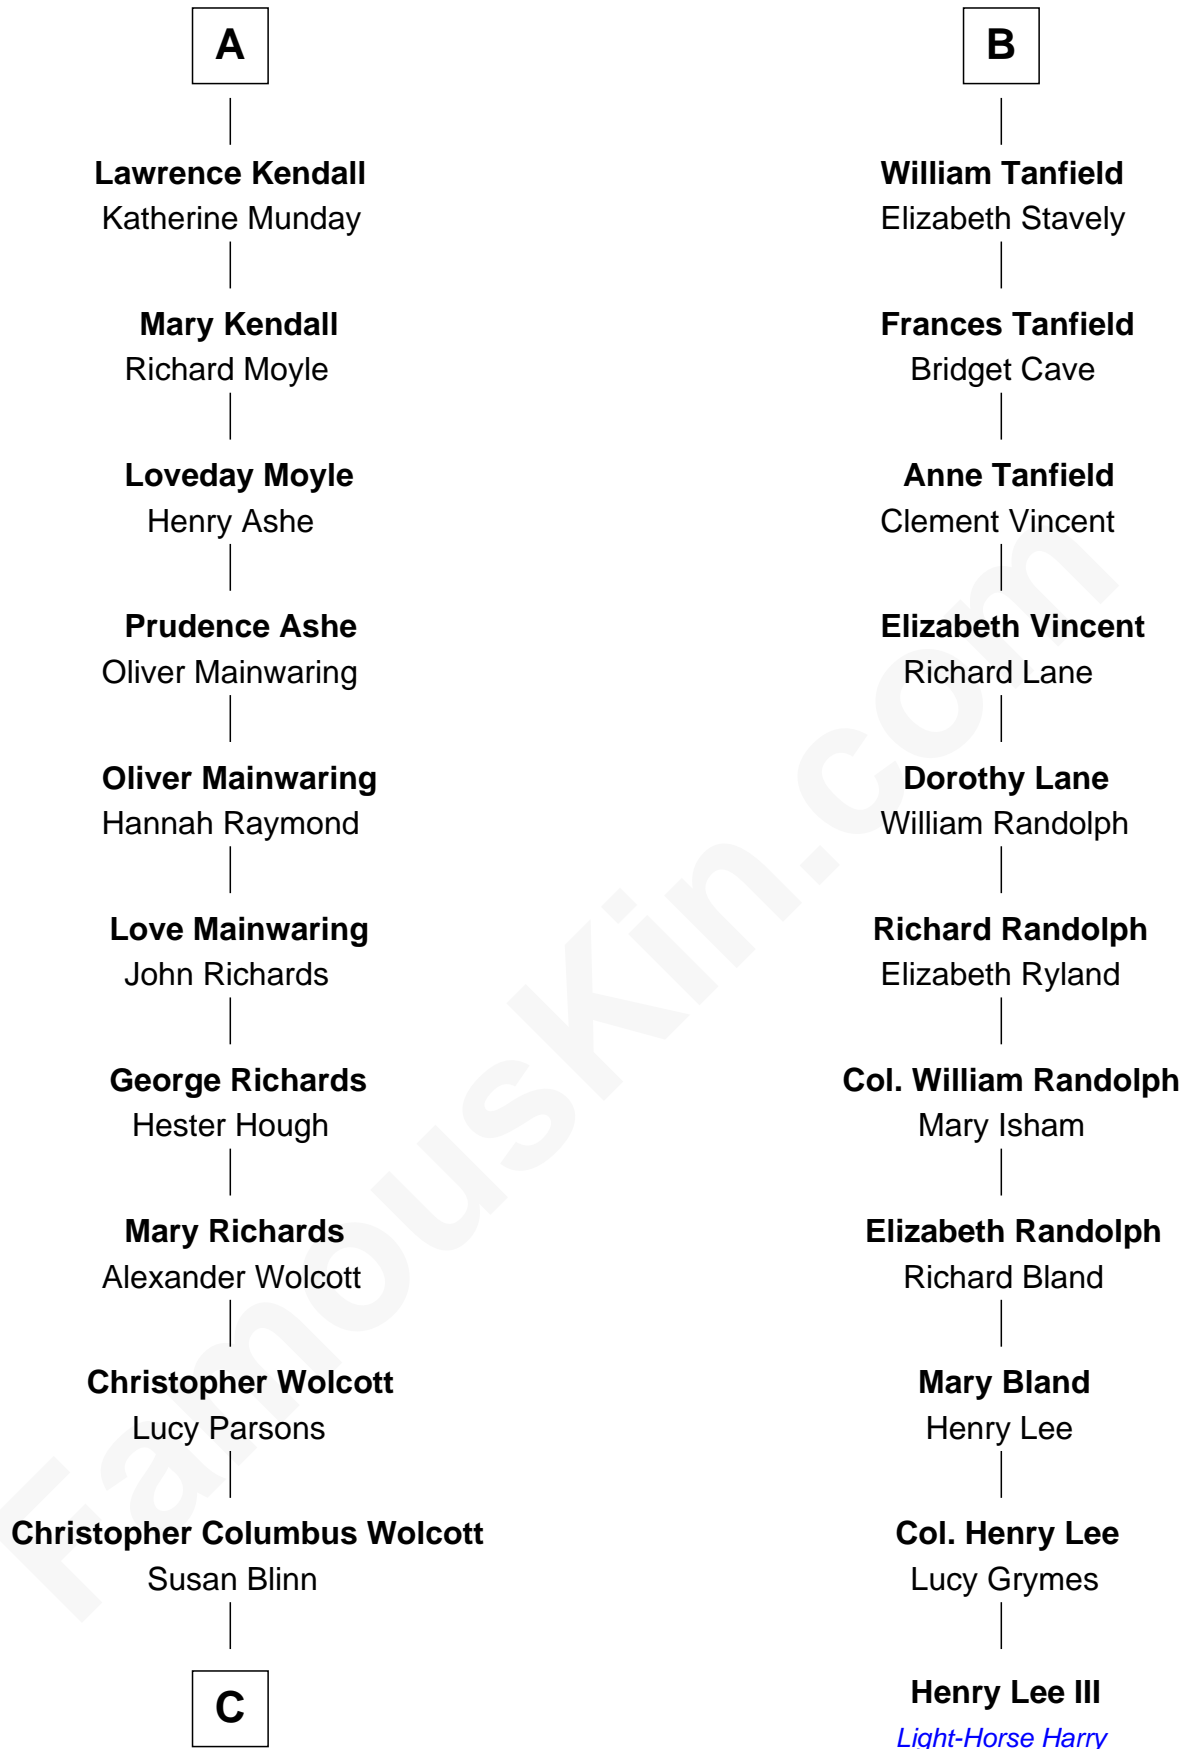 A
Lawrence Kendall
Katherine Munday
Mary Kendall
Richard Moyle
Loveday Moyle
Henry Ashe
Prudence Ashe
Oliver Mainwaring
Oliver Mainwaring
Hannah Raymond
Love Mainwaring
John Richards
George Richards
Hester Hough
Mary Richards
Alexander Wolcott
Christopher Wolcott
Lucy Parsons
Christopher Columbus Wolcott
Susan Blinn
C
B
William Tanfield
Elizabeth Stavely
Frances Tanfield
Bridget Cave
Anne Tanfield
Clement Vincent
Elizabeth Vincent
Richard Lane
Dorothy Lane
William Randolph
Richard Randolph
Elizabeth Ryland
Col. William Randolph
Mary Isham
Elizabeth Randolph
Richard Bland
Mary Bland
Henry Lee
Col. Henry Lee
Lucy Grymes
Henry Lee III
Light-Horse Harry
FamousKin.com